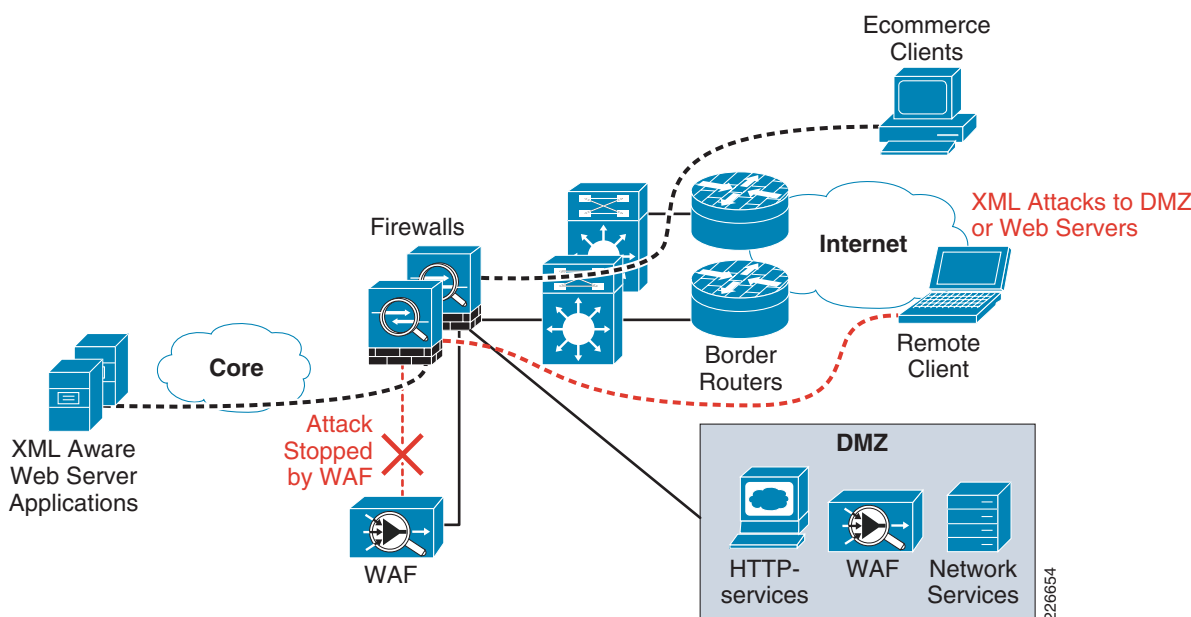 Ecommerce
Clients
XML Attacks to DMZ
or Web Servers
Internet
Firewalls
Border
Routers
Remote
Client
Core
XML Aware
Web Server
Applications
Attack
Stopped
by WAF
WAF
DMZ
HTTP-
services
WAF
Network
Services
226654